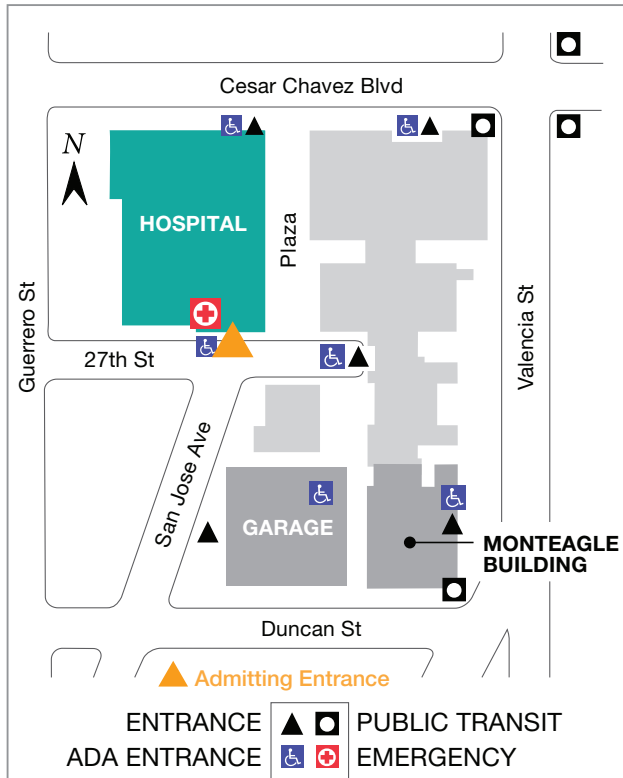 Cesar Chavez Blvd
N
HOSPITAL
Plaza
Guerrero St
Valencia St
27th St
San Jose Ave
GARAGE
MONTEAGLE
BUILDING
Duncan St
Admitting Entrance
ENTRANCE
PUBLIC TRANSIT
ADA ENTRANCE
EMERGENCY